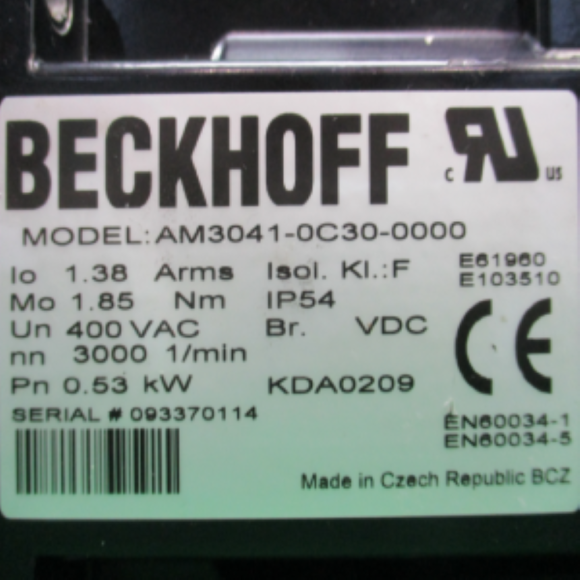 BECKHOFF
c RU us
MODEL: AM3041-0C30-0000
Io 1.38 Arms Isol. Kl.:F E61960
Mo 1.85 Nm IP54 E103510
Un 400 VAC Br. VDC
nn 3000 1/min
Pn 0.53 kW KDA0209
CE
SERIAL # 093370114
EN60034-1
EN60034-5
Made in Czech Republic BCZ